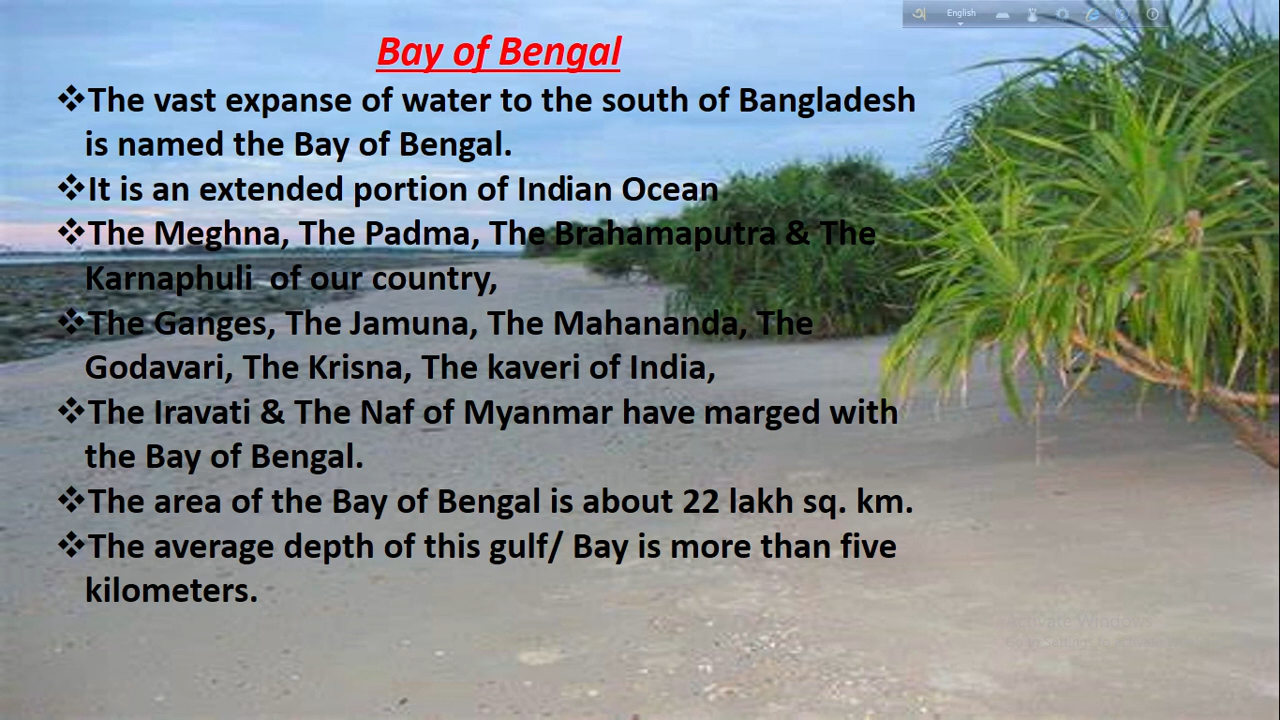 অ English
Bay of Bengal
❖The vast expanse of water to the south of Bangladesh
is named the Bay of Bengal.
❖It is an extended portion of Indian Ocean
❖The Meghna, The Padma, The Brahamaputra & The
Karnaphuli of our country,
❖The Ganges, The Jamuna, The Mahananda, The
Godavari, The Krisna, The kaveri of India,
❖The Iravati & The Naf of Myanmar have marged with
the Bay of Bengal.
❖The area of the Bay of Bengal is about 22 lakh sq. km.
❖The average depth of this gulf/ Bay is more than five
kilometers.
Activate Windows